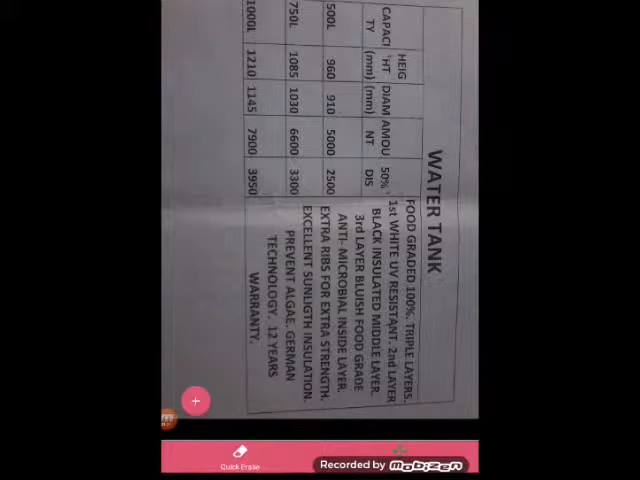 WATER TANK
CAPACI TY HEIG 'HT (mm) DIAM (mm) AMOU NT 50% DIS
500L 960 910 5000 2500
750L 1085 1030 6600 3300
1000L 1210 1145 7900 3950
FOOD GRADED 100%. TRIPLE LAYERS.
1st WHITE UV RESISTANT. 2nd LAYER
BLACK INSULATED MIDDLE LAYER.
3rd LAYER BLUISH FOOD GRADE
ANTI- MICROBIAL INSIDE LAYER.
EXTRA RIBS FOR EXTRA STRENGTH.
EXCELLENT SUNLIGTH INSULATION.
PREVENT ALGAE. GERMAN
TECHNOLOGY. 12 YEARS
WARRANTY.
Quick Erase
Recorded by mobizen